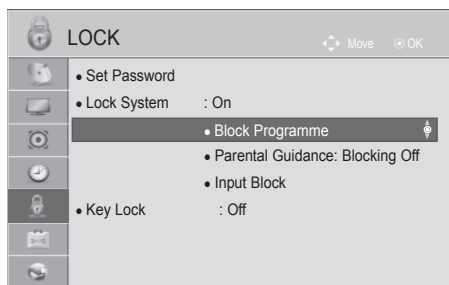 LOCK
Move OK
• Set Password
• Lock System : On
• Block Programme
• Parental Guidance: Blocking Off
• Input Block
• Key Lock : Off